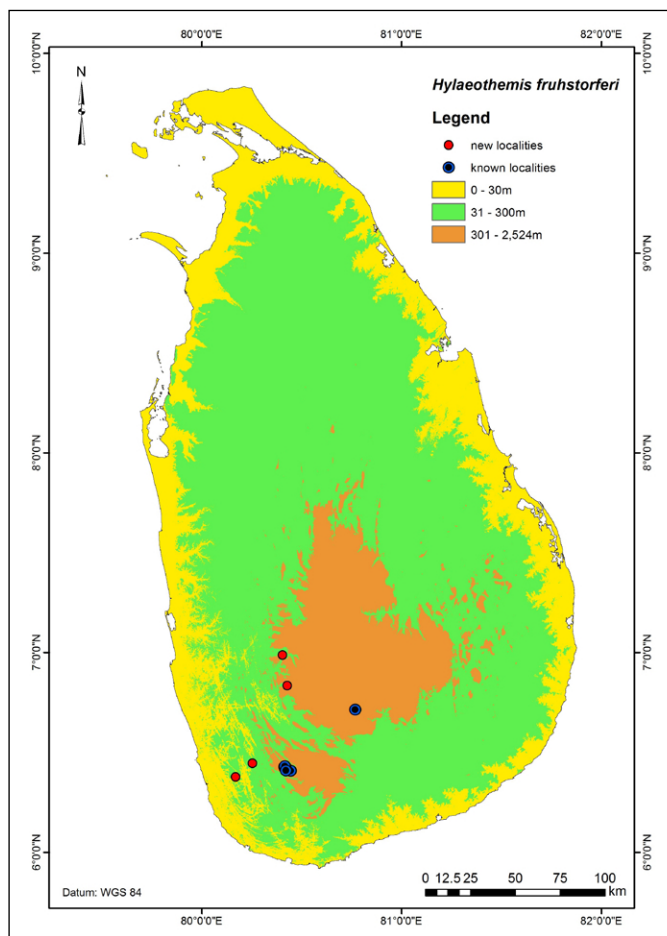 80°0'0"E 81°0'0"E 82°0'0"E
10°0'0"N 10°0'0"N
N
Hylaeothemis fruhstorferi
Legend
new localities
known localities
0 - 30m
31 - 300m
301 - 2,524m
9°0'0"N 9°0'0"N
8°0'0"N 8°0'0"N
7°0'0"N 7°0'0"N
6°0'0"N 6°0'0"N
0 12.5 25 50 75 100
km
Datum: WGS 84
80°0'0"E 81°0'0"E 82°0'0"E